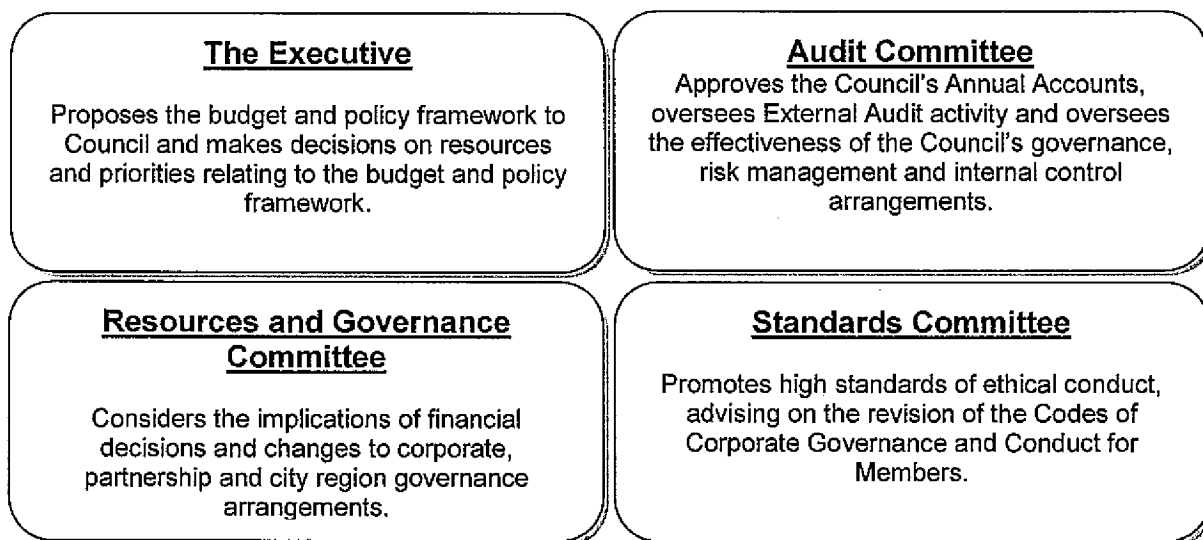 The Executive
Proposes the budget and policy framework to
Council and makes decisions on resources
and priorities relating to the budget and policy
framework.
Audit Committee
Approves the Council's Annual Accounts,
oversees External Audit activity and oversees
the effectiveness of the Council's governance,
risk management and internal control
arrangements.
Resources and Governance
Committee
Considers the implications of financial
decisions and changes to corporate,
partnership and city region governance
arrangements.
Standards Committee
Promotes high standards of ethical conduct,
advising on the revision of the Codes of
Corporate Governance and Conduct for
Members.